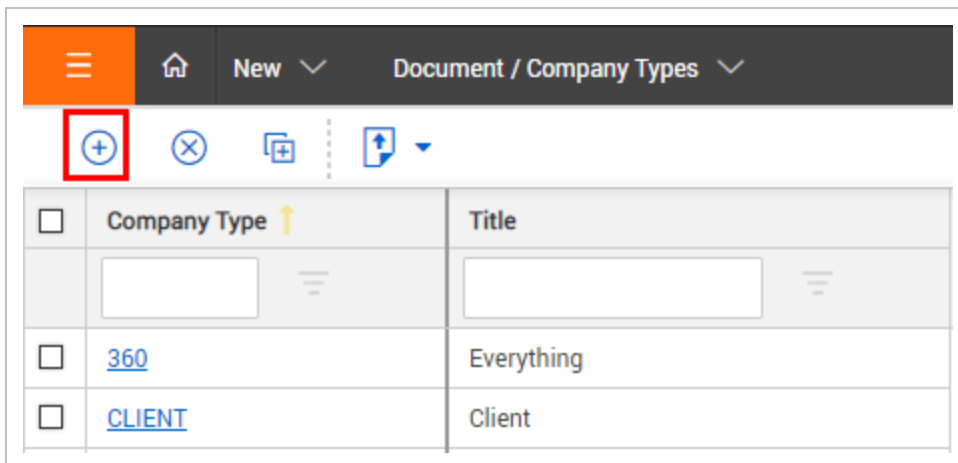 New Document / Company Types
Company Type Title
360 Everything
CLIENT Client